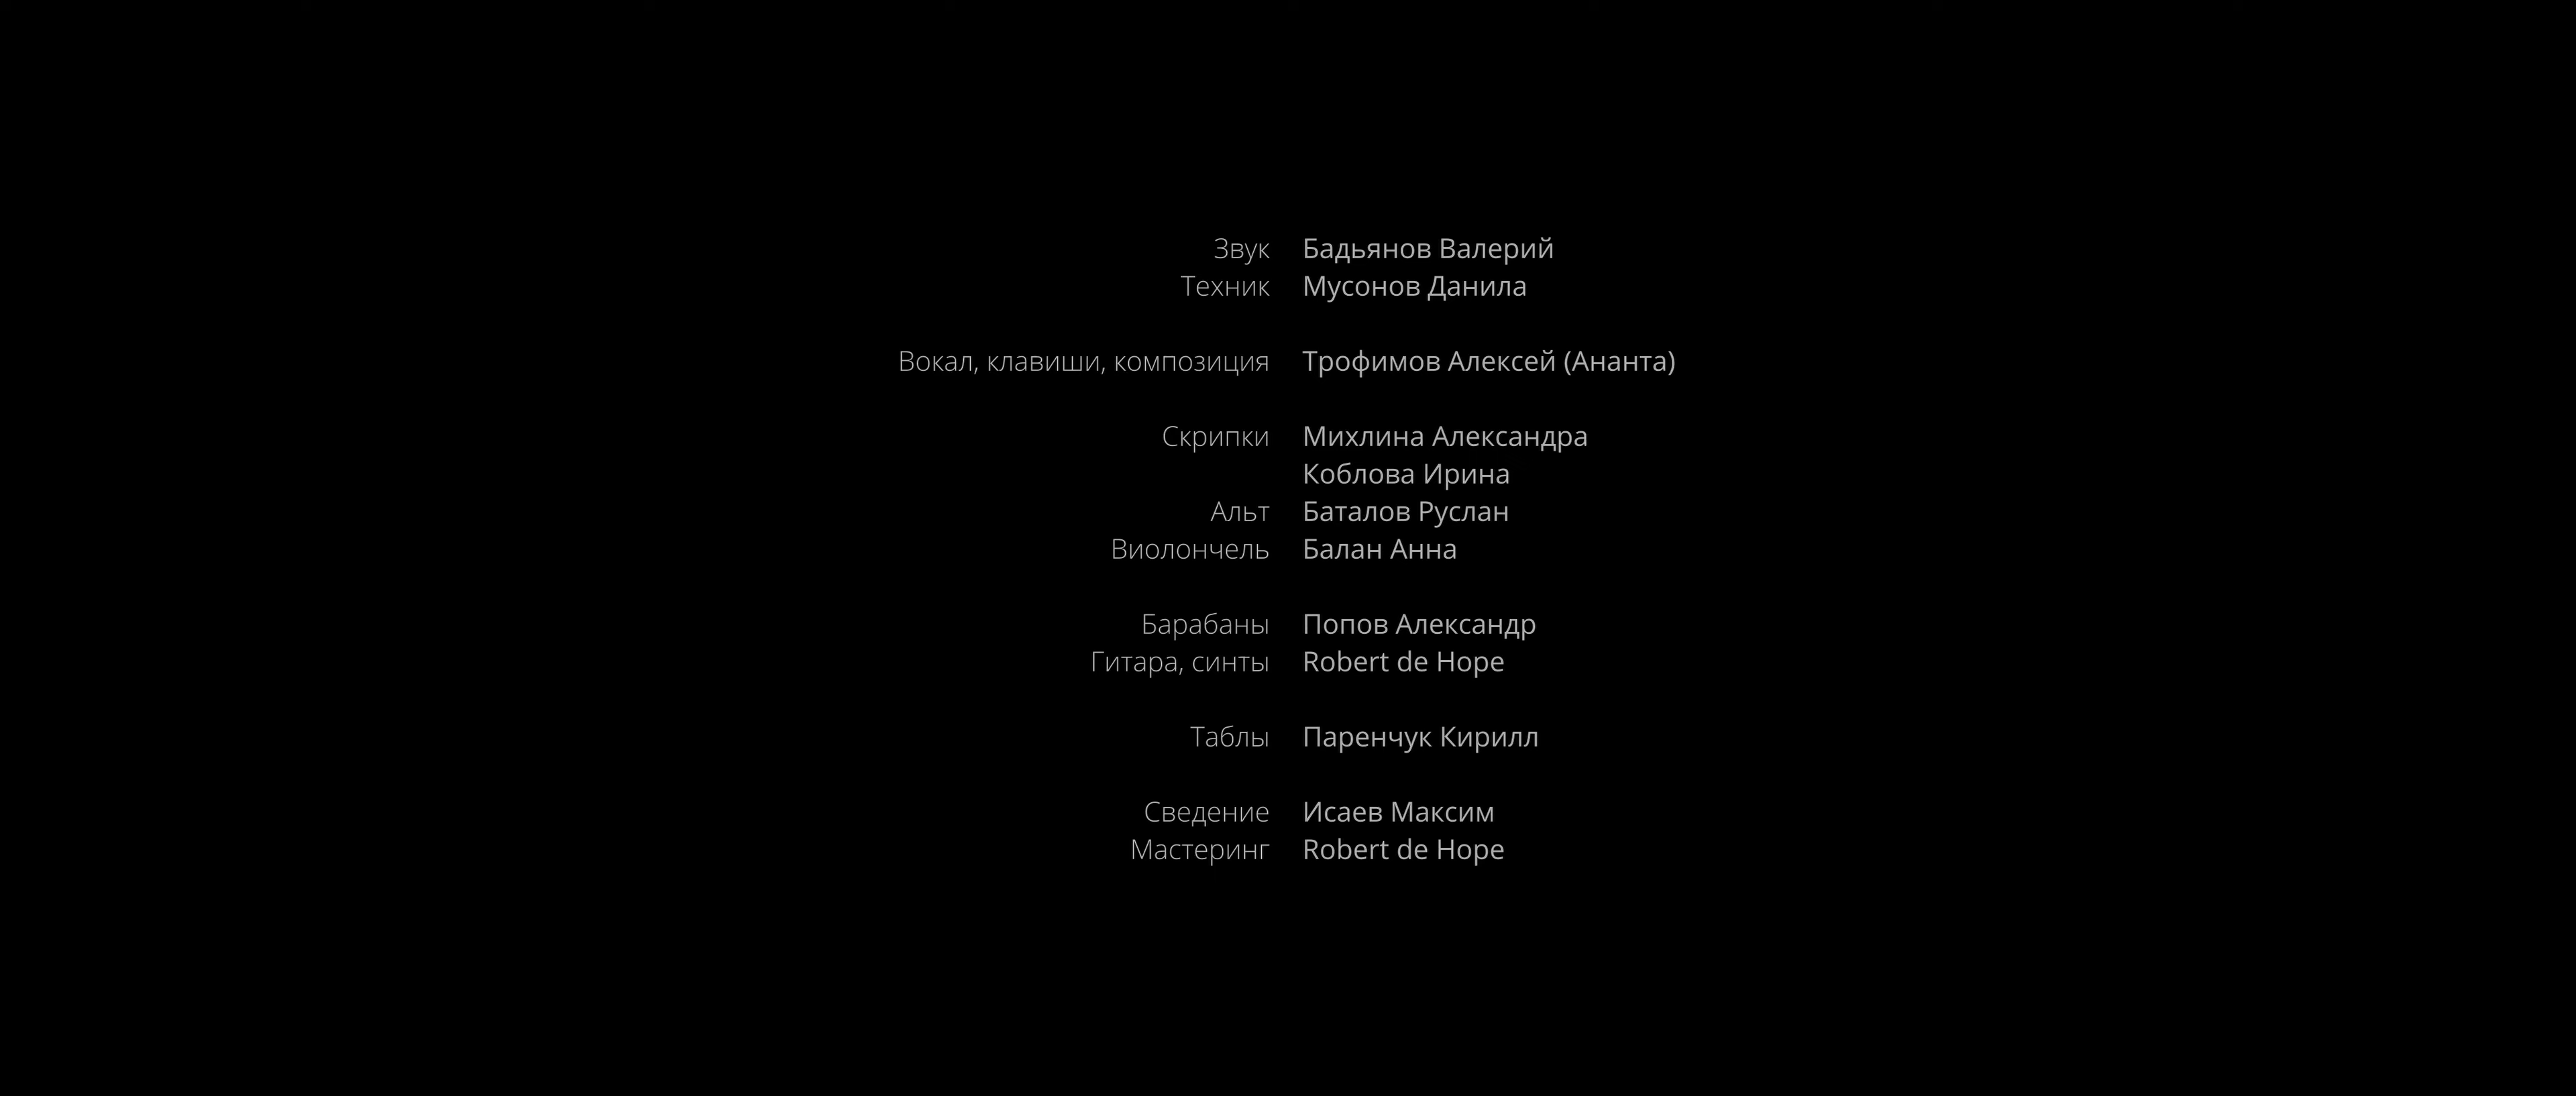 Звук Бадьянов Валерий
Техник Мусонов Данила
Вокал, клавиши, композиция Трофимов Алексей (Ананта)
Скрипки Михлина Александра
Коблова Ирина
Альт Баталов Руслан
Виолончель Балан Анна
Барабаны Попов Александр
Гитара, синты Robert de Hope
Таблы Паренчук Кирилл
Сведение Исаев Максим
Мастеринг Robert de Hope